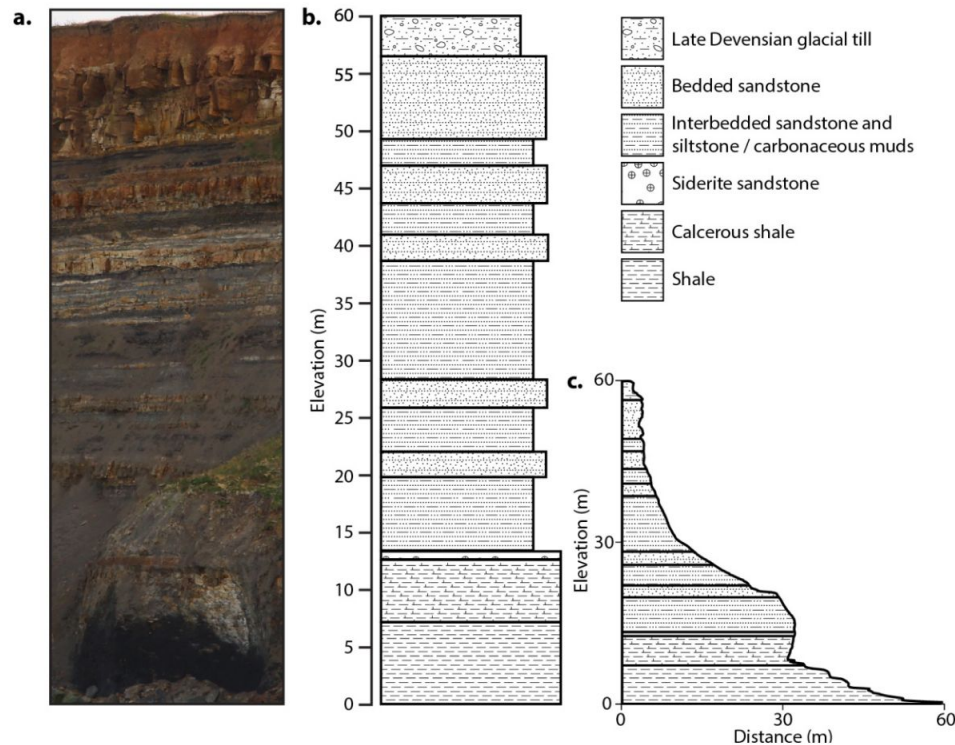 a.
b.
60
55
50
45
40
35
30
25
20
15
10
5
0
Elevation (m)
Late Devensian glacial till
Bedded sandstone
Interbedded sandstone and
siltstone / carbonaceous muds
Siderite sandstone
Calcerous shale
Shale
c.
60
30
0
Elevation (m)
0
30
60
Distance (m)